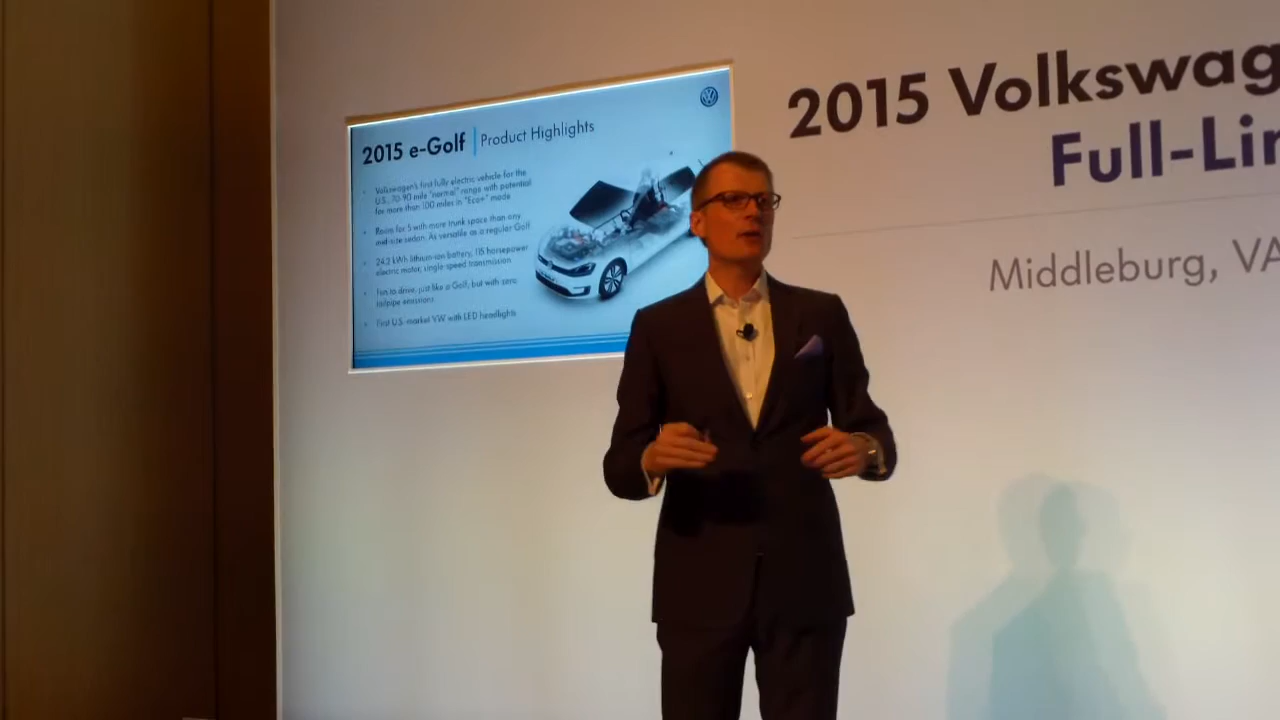 2015 e-Golf | Product Highlights
Volkswagen's first fully electric vehicle for the
U.S., 70-90 mile "normal" range with potential
for more than 100 miles in "Eco+" mode
Room for 5 with more trunk space than any
mid-size sedan. As versatile as a regular Golf
24.2 kWh lithium-ion battery, 115 horsepower
electric motor, single speed transmission
Fun to drive, just like a Golf, but with zero
tailpipe emissions
First U.S.-market VW with LED headlights
2015 Volkswag
Full-Lin
Middleburg, VA